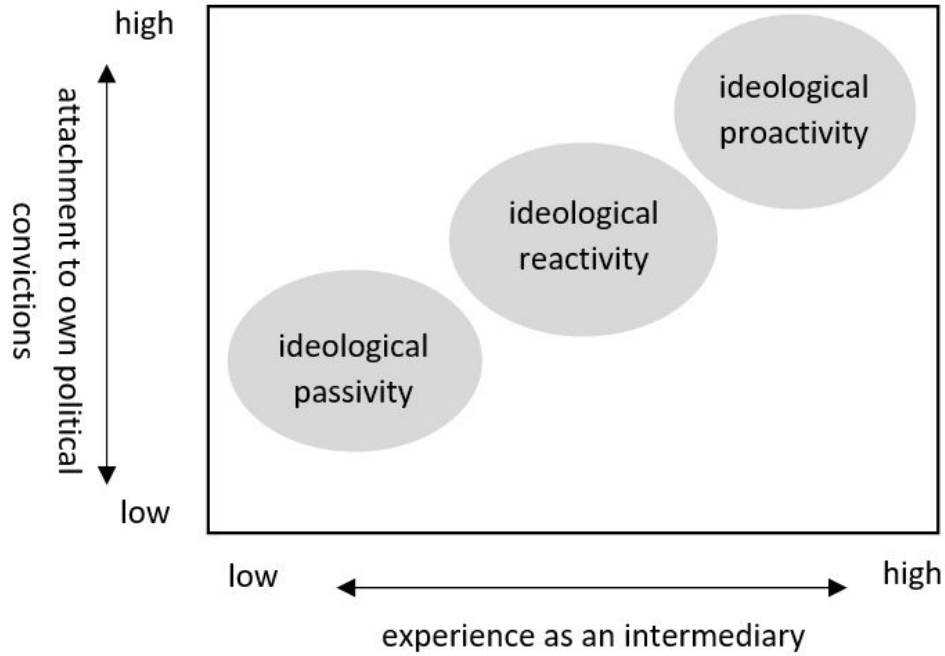 high
ideological
proactivity
ideological
reactivity
ideological
passivity
attachment to own political
convictions
low
low
high
experience as an intermediary